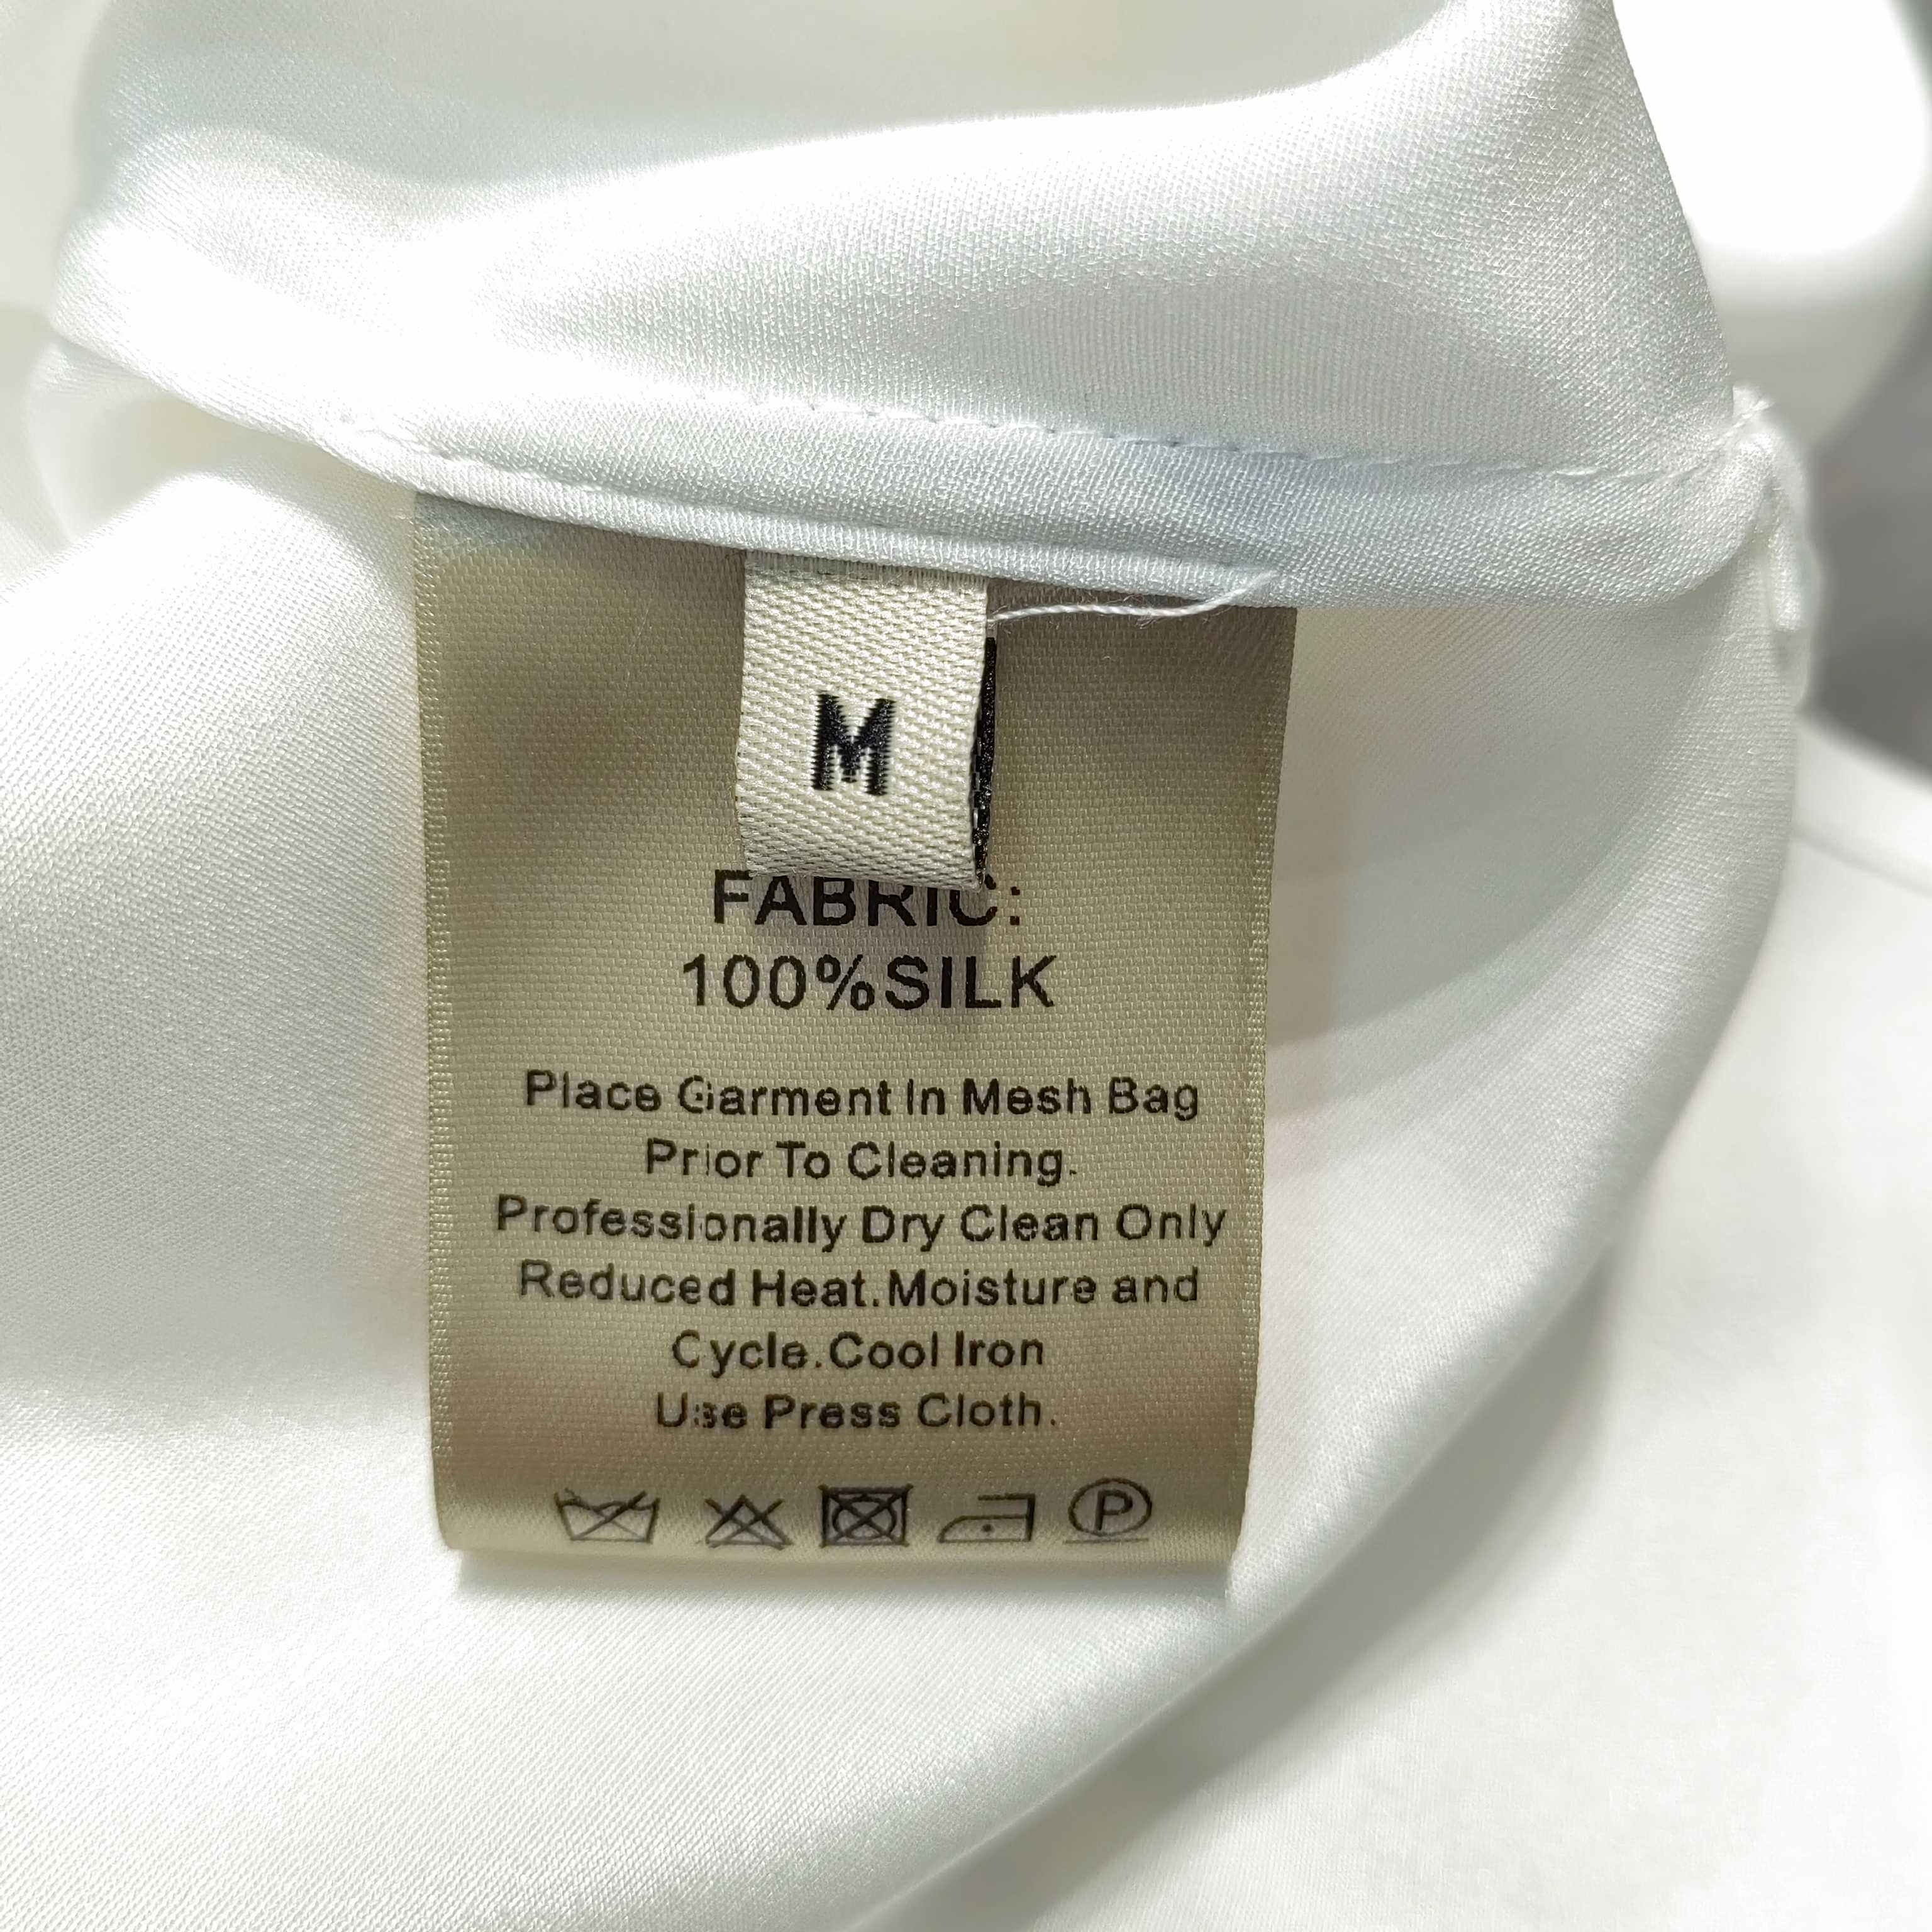 M
FABRIC:
100%SILK
Place Garment In Mesh Bag
Prior To Cleaning.
Professionally Dry Clean Only
Reduced Heat.Moisture and
Cycle.Cool Iron
Use Press Cloth.
P